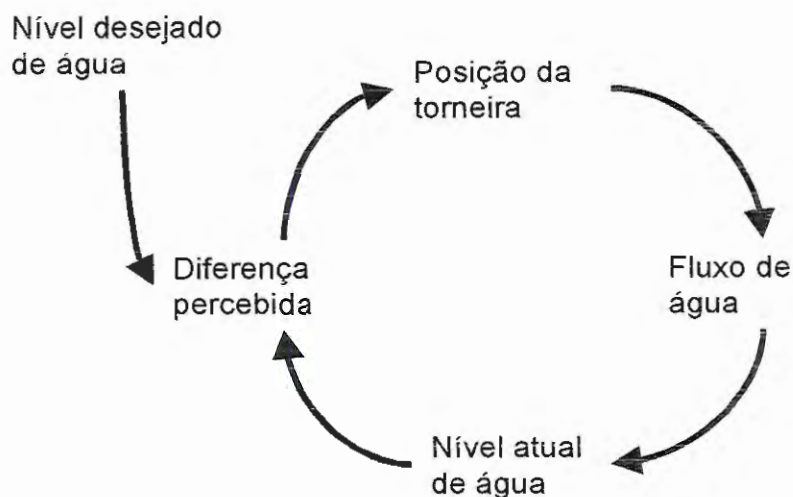 Nível desejado
de água
Posição da
torneira
Diferença
percebida
Fluxo de
água
Nível atual
de água